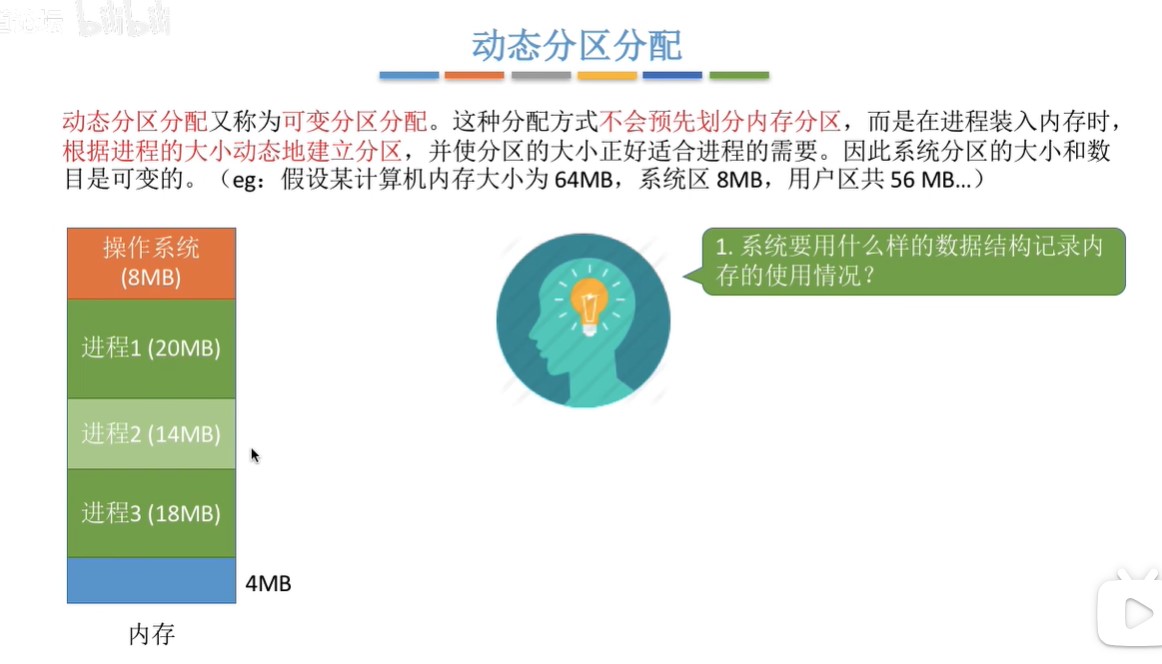 bilibili
动态分区分配
动态分区分配又称为可变分区分配。这种分配方式不会预先划分内存分区，而是在进程装入内存时，
根据进程的大小动态地建立分区，并使分区的大小正好适合进程的需要。因此系统分区的大小和数
目是可变的。（eg：假设某计算机内存大小为 64MB，系统区 8MB，用户区共 56 MB…）
操作系统
(8MB)
进程1 (20MB)
进程2 (14MB)
进程3 (18MB)
4MB
内存
1. 系统要用什么样的数据结构记录内
存的使用情况？